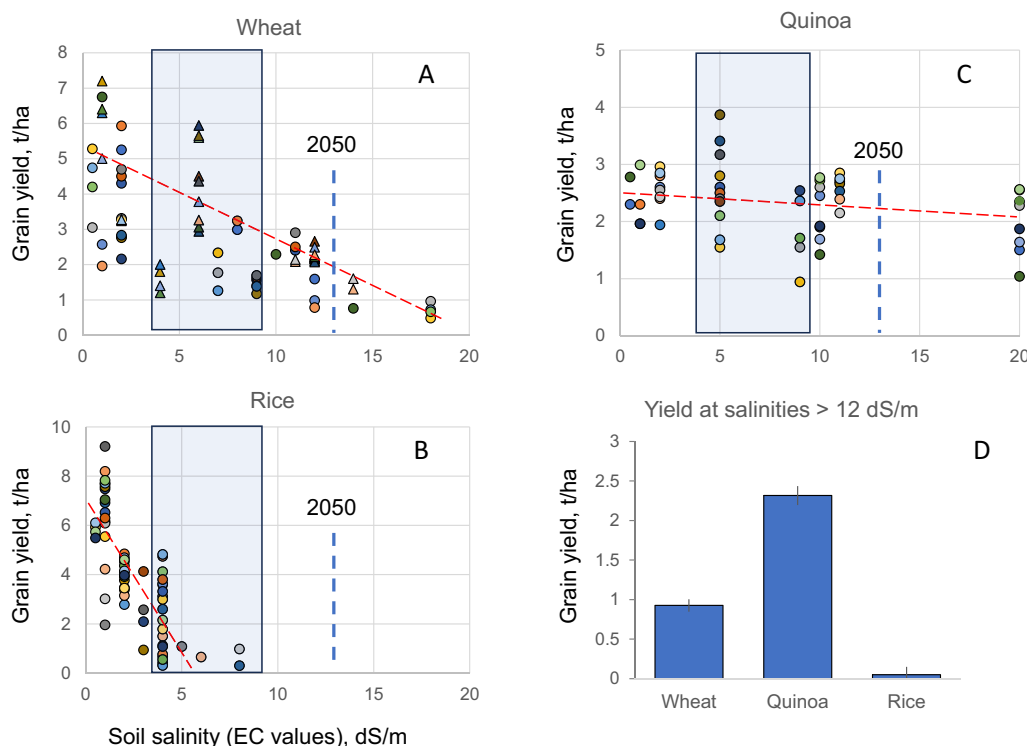 Wheat
A
Grain yield, t/ha
8
7
6
5
4
3
2
1
0
2050
0 5 10 15 20
Quinoa
C
Grain yield, t/ha
5
4
3
2
1
0
2050
0 5 10 15 20
Rice
B
Grain yield, t/ha
10
8
6
4
2
0
2050
0 5 10 15 20
Soil salinity (EC values), dS/m
Yield at salinities > 12 dS/m
D
Grain yield, t/ha
3
2.5
2
1.5
1
0.5
0
Wheat Quinoa Rice